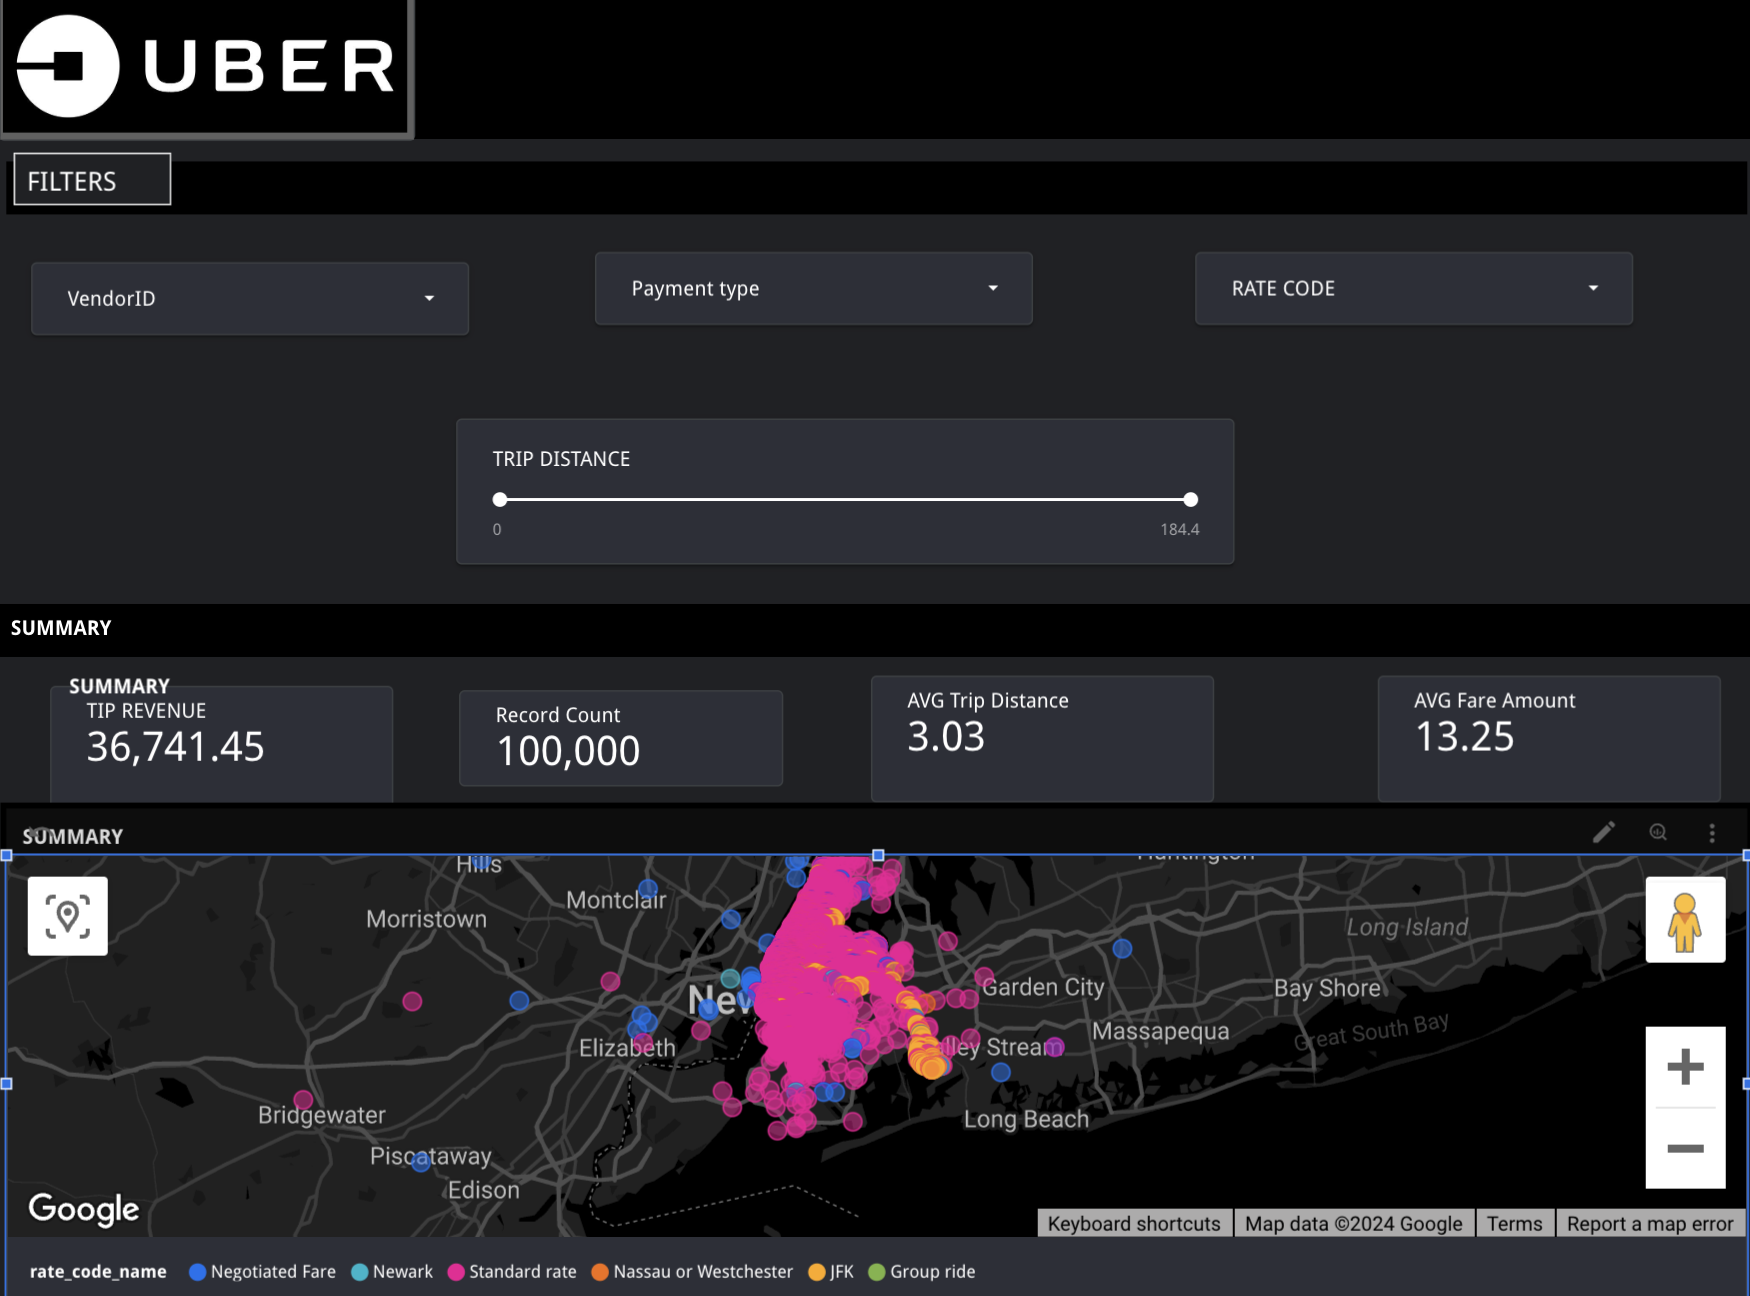 UBER
FILTERS
VendorID
Payment type
RATE CODE
TRIP DISTANCE
0
184.4
SUMMARY
SUMMARY
TIP REVENUE
36,741.45
Record Count
100,000
AVG Trip Distance
3.03
AVG Fare Amount
13.25
SUMMARY
Hills
Huntington
Montclair
Morristown
Long Island
Garden City
Bay Shore
New
Massapequa
Great South Bay
Elizabeth
lley Stream
Bridgewater
Long Beach
Piscataway
Edison
Google
Keyboard shortcuts
Map data ©2024 Google
Terms
Report a map error
rate_code_name Negotiated Fare Newark Standard rate Nassau or Westchester JFK Group ride